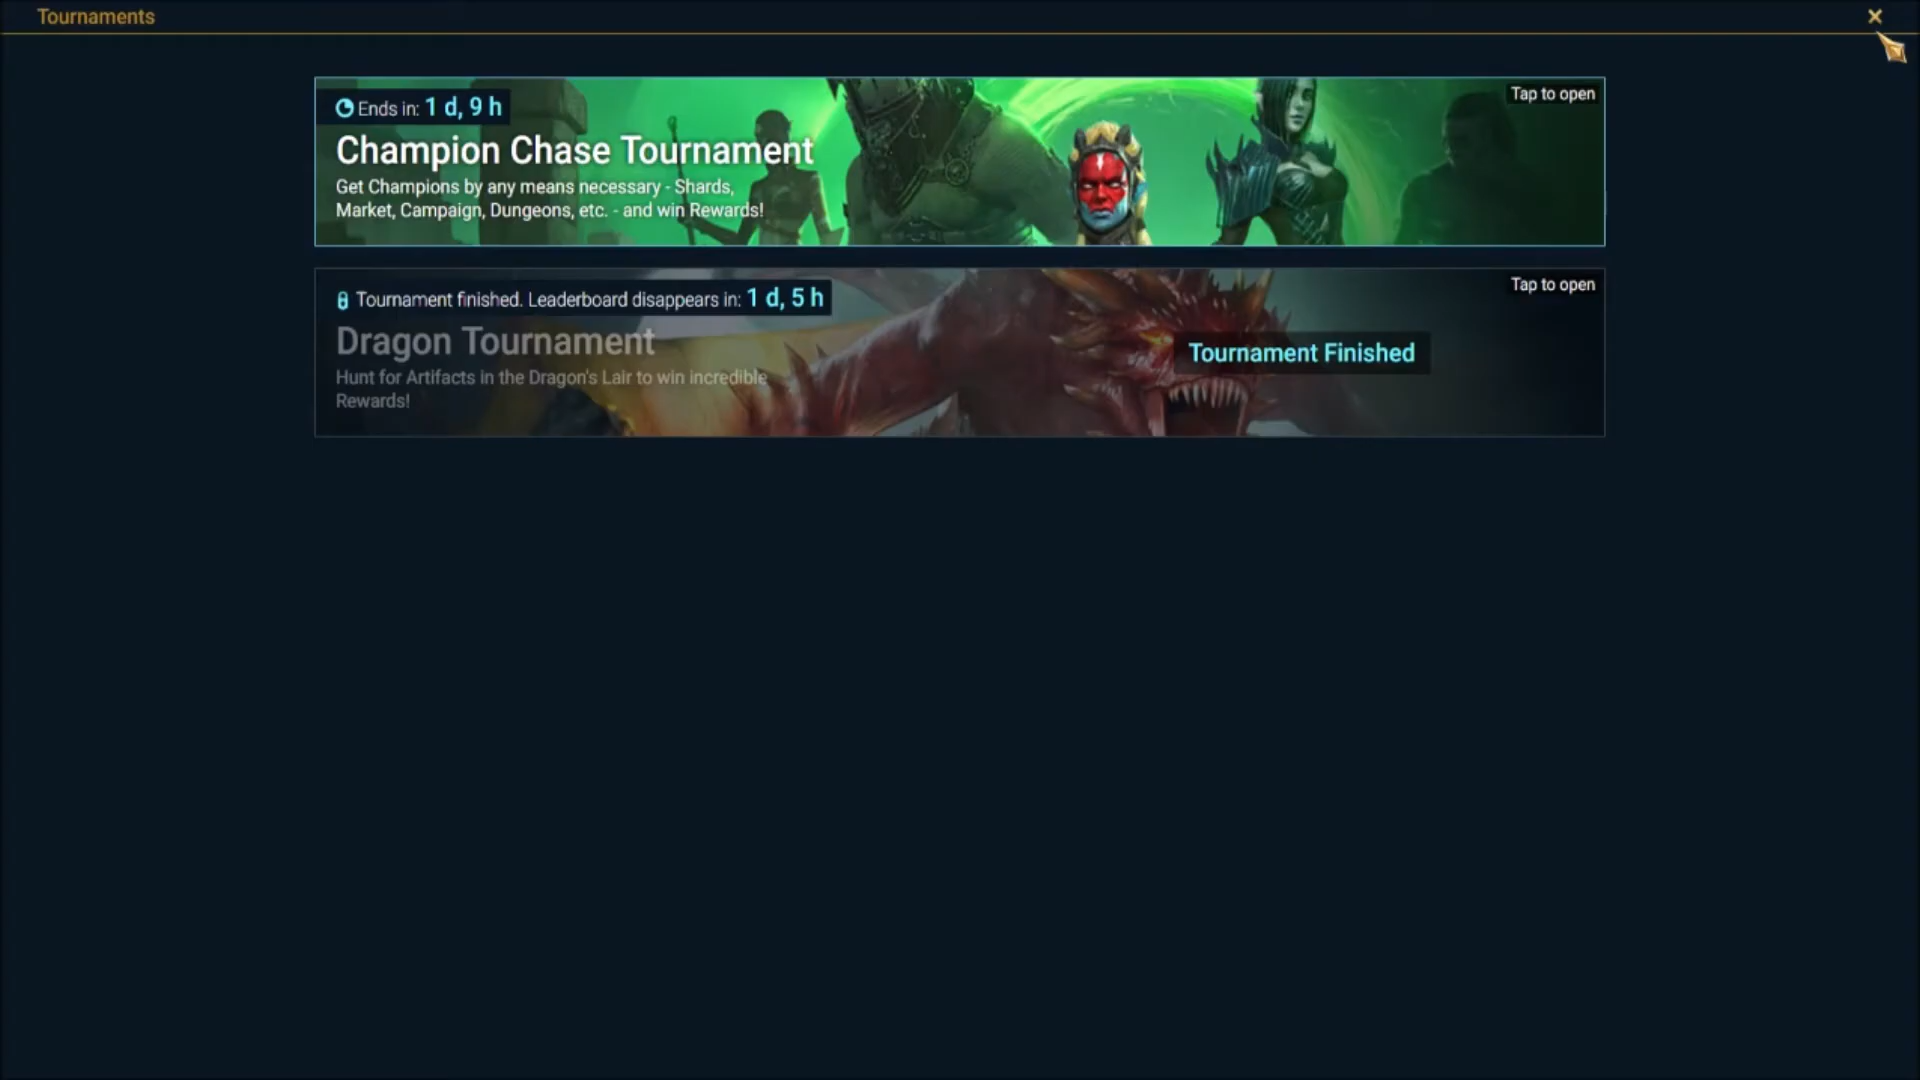 Tournaments
Tap to open
Ends in: 1 d, 9 h
Champion Chase Tournament
Get Champions by any means necessary - Shards,
Market, Campaign, Dungeons, etc. - and win Rewards!
Tap to open
Tournament finished. Leaderboard disappears in: 1 d, 5 h
Dragon Tournament
Tournament Finished
Hunt for Artifacts in the Dragon's Lair to win incredible
Rewards!